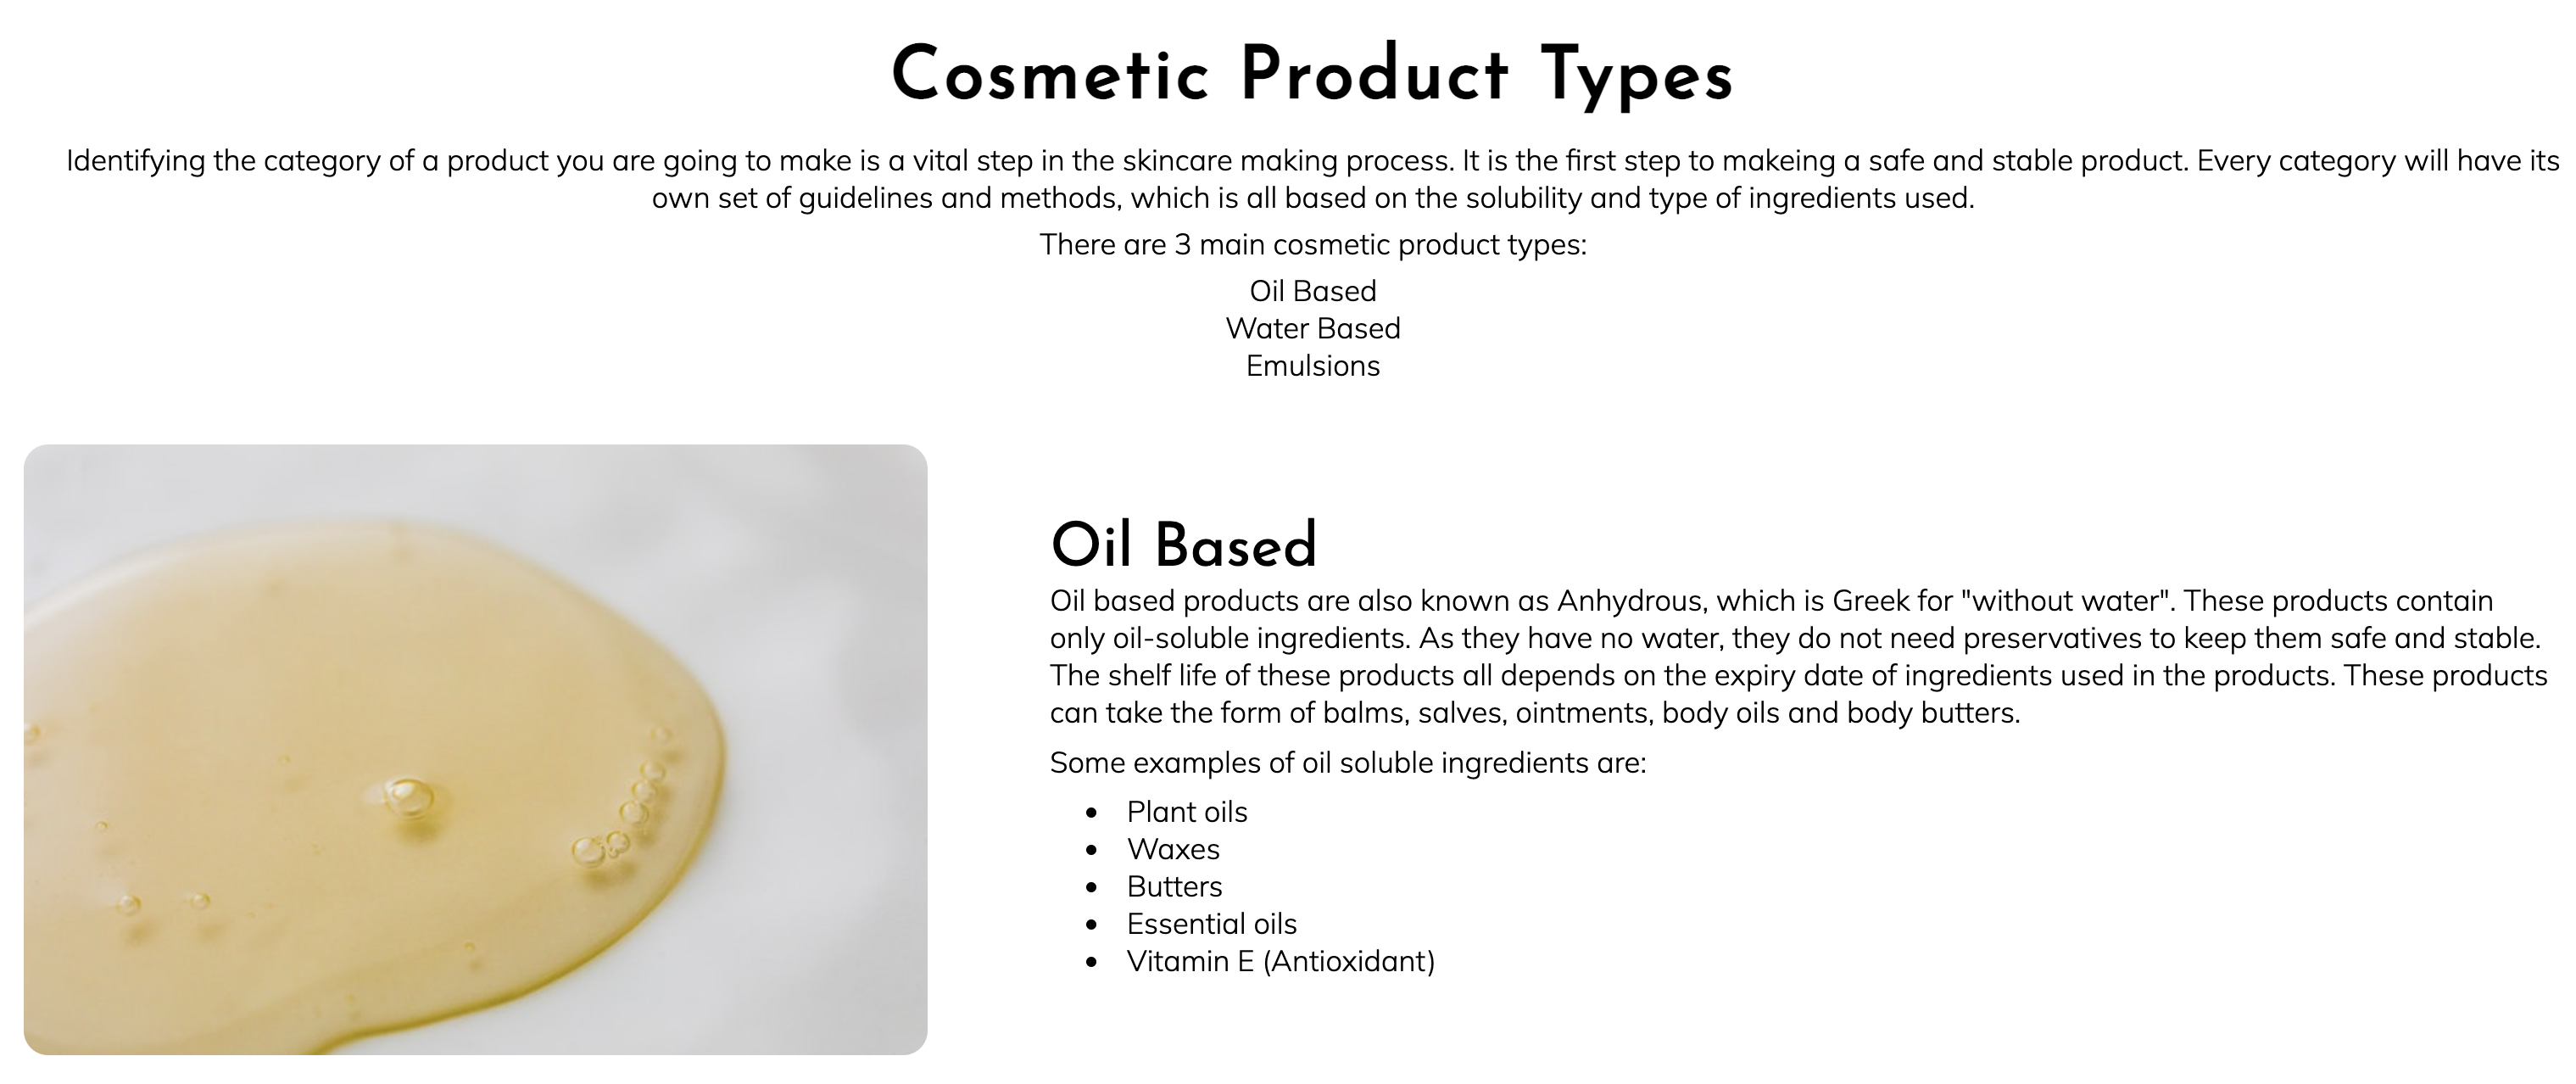 Cosmetic Product Types
Identifying the category of a product you are going to make is a vital step in the skincare making process. It is the first step to makeing a safe and stable product. Every category will have its
own set of guidelines and methods, which is all based on the solubility and type of ingredients used.
There are 3 main cosmetic product types:
Oil Based
Water Based
Emulsions
Oil Based
Oil based products are also known as Anhydrous, which is Greek for "without water". These products contain
only oil-soluble ingredients. As they have no water, they do not need preservatives to keep them safe and stable.
The shelf life of these products all depends on the expiry date of ingredients used in the products. These products
can take the form of balms, salves, ointments, body oils and body butters.
Some examples of oil soluble ingredients are:
• Plant oils
• Waxes
• Butters
• Essential oils
• Vitamin E (Antioxidant)